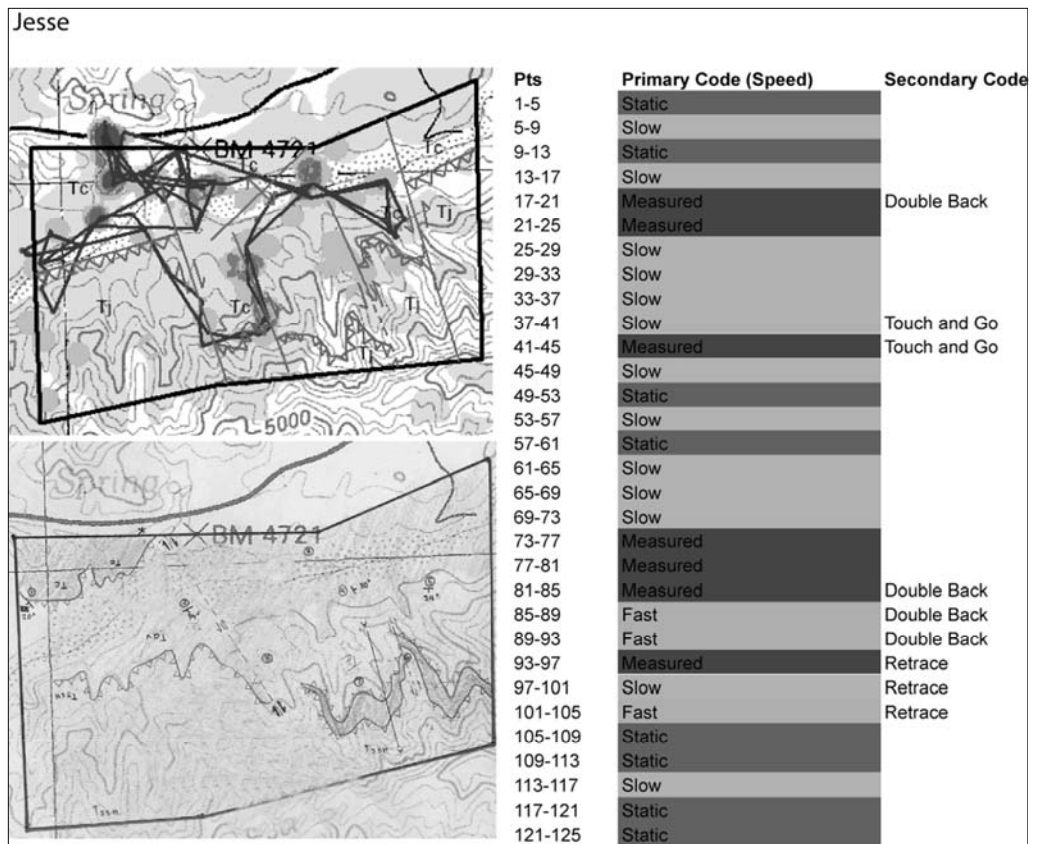 Jesse
Spring
BM 4721
Tc
Tc
Tc
Tc
Tj
Tj
Tc
Tj
Tj
5000
Spring
BM 4721
Pts Primary Code (Speed) Secondary Code
1-5 Static
5-9 Slow
9-13 Static
13-17 Slow
17-21 Measured Double Back
21-25 Measured
25-29 Slow
29-33 Slow
33-37 Slow
37-41 Slow Touch and Go
41-45 Measured Touch and Go
45-49 Slow
49-53 Static
53-57 Slow
57-61 Static
61-65 Slow
65-69 Slow
69-73 Slow
73-77 Measured
77-81 Measured
81-85 Measured Double Back
85-89 Fast Double Back
89-93 Fast Double Back
93-97 Measured Retrace
97-101 Slow Retrace
101-105 Fast Retrace
105-109 Static
109-113 Static
113-117 Slow
117-121 Static
121-125 Static